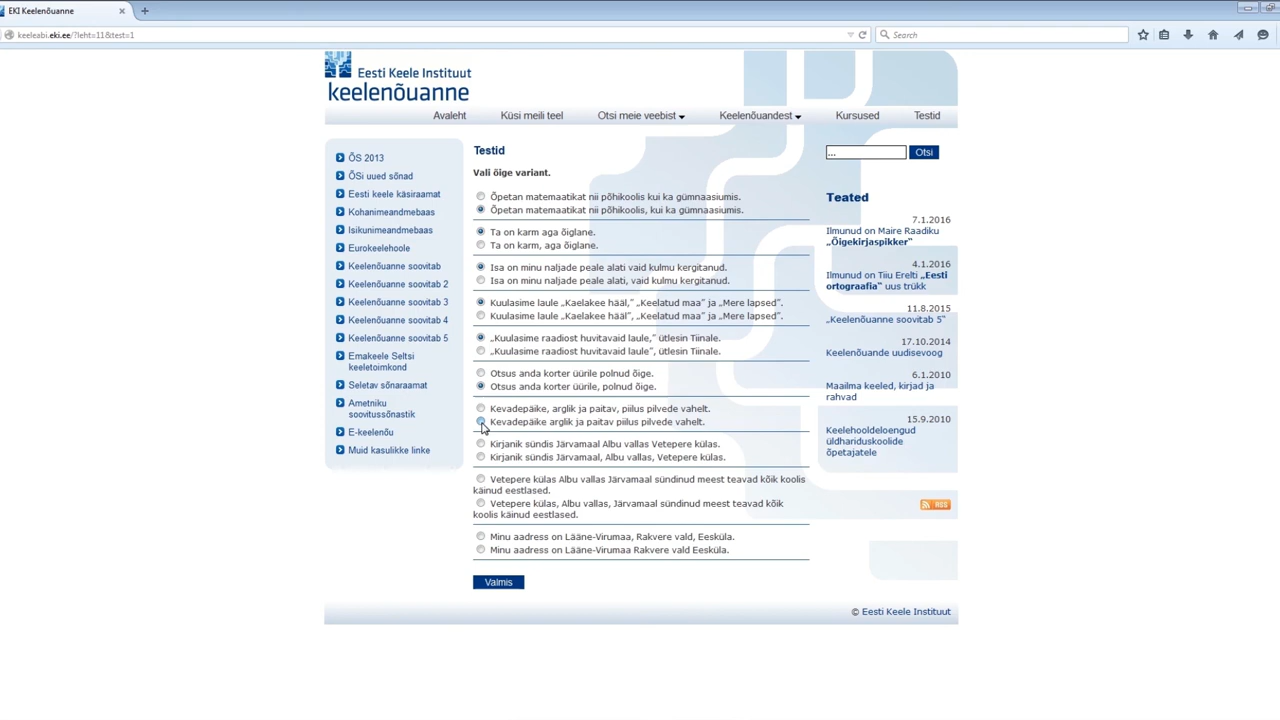 EKI Keelenõuanne
keeleabi.eki.ee/?leht=11&test=1
Search
Eesti Keele Instituut
keelenõuanne
Avaleht
Küsi meili teel
Otsi meie veebist
Keelenõuandest
Kursused
Testid
ÕS 2013
ÕSi uued sõnad
Eesti keele käsiraamat
Kohanimeandmebaas
Isikunimeandmebaas
Eurokeelehoole
Keelenõuanne soovitab
Keelenõuanne soovitab 2
Keelenõuanne soovitab 3
Keelenõuanne soovitab 4
Keelenõuanne soovitab 5
Emakeele Seltsi
keeletoimkond
Seletav sõnaraamat
Ametniku
soovitussõnastik
E-keelenõu
Muid kasulikke linke
Testid
Vali õige variant.
Õpetan matemaatikat nii põhikoolis kui ka gümnaasiumis.
Õpetan matemaatikat nii põhikoolis, kui ka gümnaasiumis.
Ta on karm aga õiglane.
Ta on karm, aga õiglane.
Isa on minu naljade peale alati vaid kulmu kergitanud.
Isa on minu naljade peale alati, vaid kulmu kergitanud.
Kuulasime laule „Kaelakee hääl,” „Keelatud maa” ja „Mere lapsed”.
Kuulasime laule „Kaelakee hääl”, „Keelatud maa” ja „Mere lapsed”.
„Kuulasime raadiost huvitavaid laule,” ütlesin Tiinale.
„Kuulasime raadiost huvitavaid laule”, ütlesin Tiinale.
Otsus anda korter üürile polnud õige.
Otsus anda korter üürile, polnud õige.
Kevadepäike, arglik ja paitav, piilus pilvede vahelt.
Kevadepäike arglik ja paitav piilus pilvede vahelt.
Kirjanik sündis Järvamaal Albu vallas Vetepere külas.
Kirjanik sündis Järvamaal, Albu vallas, Vetepere külas.
Vetepere külas Albu vallas Järvamaal sündinud meest teavad kõik koolis
käinud eestlased.
Vetepere külas, Albu vallas, Järvamaal sündinud meest teavad kõik
koolis käinud eestlased.
Minu aadress on Lääne-Virumaa, Rakvere vald, Eesküla.
Minu aadress on Lääne-Virumaa Rakvere vald Eesküla.
Valmis
...
Otsi
Teated
7.1.2016
Ilmunud on Maire Raadiku
„Õigekirjaspikker”
4.1.2016
Ilmunud on Tiiu Erelti „Eesti
ortograafia” uus trükk
11.8.2015
„Keelenõuanne soovitab 5”
17.10.2014
Keelenõuande uudisevoog
6.1.2010
Maailma keeled, kirjad ja
rahvad
15.9.2010
Keelehooldeloengud
üldhariduskoolide
õpetajatele
RSS
© Eesti Keele Instituut